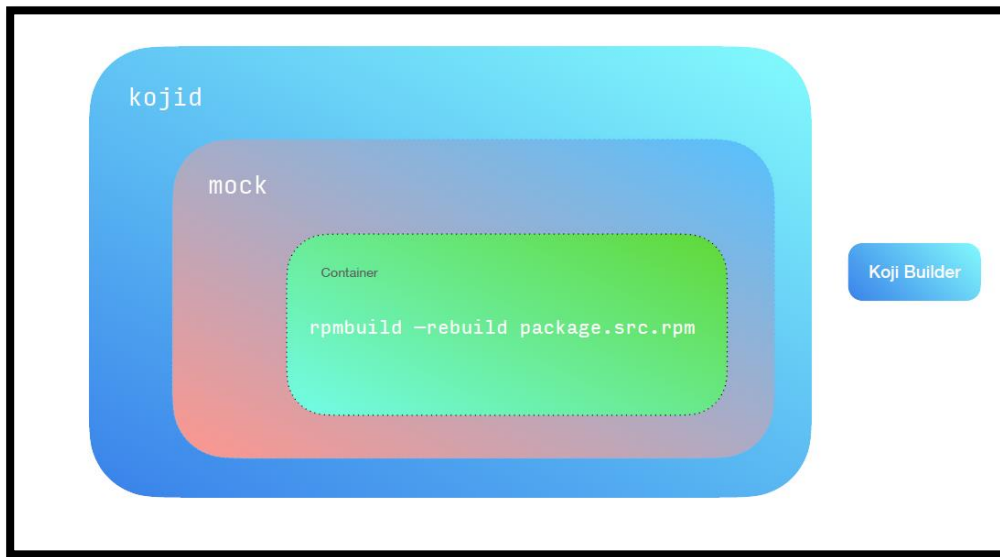 kojid
mock
Container
Koji Builder
rpmbuild —rebuild package.src.rpm